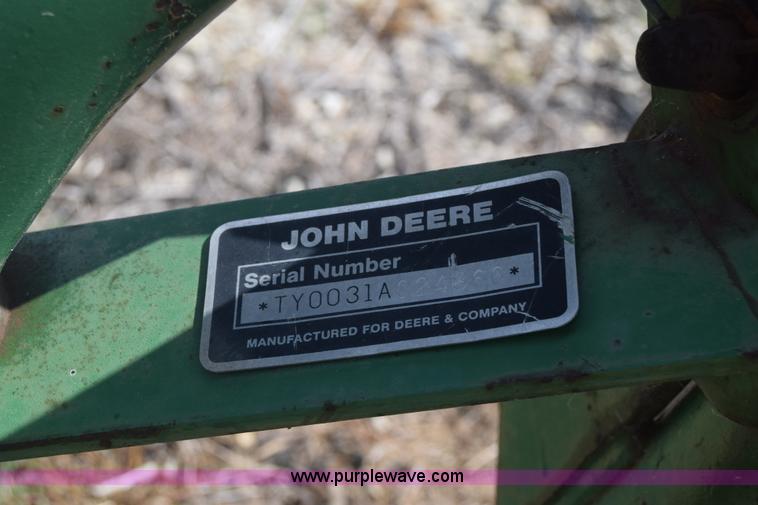 JOHN DEERE
Serial Number
*TY0031A
*
MANUFACTURED FOR DEERE & COMPANY
www.purplewave.com